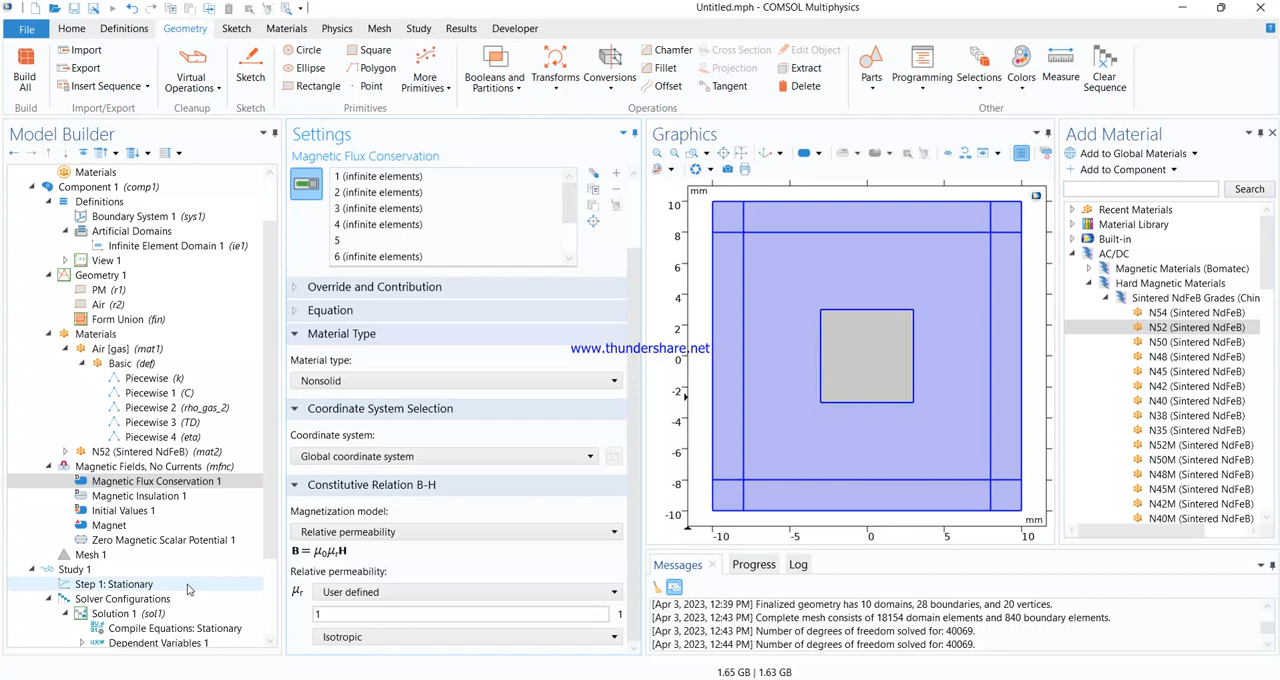 Untitled.mph - COMSOL Multiphysics
File Home Definitions Geometry Sketch Materials Physics Mesh Study Results Developer
Import Circle Square Chamfer Cross Section Edit Object
Export Ellipse Polygon Fillet Projection Extract
Insert Sequence Rectangle Point Offset Tangent Delete
Build All
Virtual Operations
Sketch
More Primitives
Booleans and Partitions
Transforms
Conversions
Parts
Programming
Selections
Colors
Measure
Clear Sequence
Build Import/Export Cleanup Sketch Primitives Operations Other
Model Builder
Materials
Component 1 (comp1)
Definitions
Boundary System 1 (sys1)
Artificial Domains
Infinite Element Domain 1 (ie1)
View 1
Geometry 1
PM (r1)
Air (r2)
Form Union (fin)
Materials
Air [gas] (mat1)
Basic (def)
Piecewise (k)
Piecewise 1 (C)
Piecewise 2 (rho_gas_2)
Piecewise 3 (TD)
Piecewise 4 (eta)
N52 (Sintered NdFeB) (mat2)
Magnetic Fields, No Currents (mfnc)
Magnetic Flux Conservation 1
Magnetic Insulation 1
Initial Values 1
Magnet
Zero Magnetic Scalar Potential 1
Mesh 1
Study 1
Step 1: Stationary
Solver Configurations
Solution 1 (sol1)
Compile Equations: Stationary
Dependent Variables 1
Settings
Magnetic Flux Conservation
1 (infinite elements)
2 (infinite elements)
3 (infinite elements)
4 (infinite elements)
5
6 (infinite elements)
Override and Contribution
Equation
Material Type
Material type:
Nonsolid
Coordinate System Selection
Coordinate system:
Global coordinate system
Constitutive Relation B-H
Magnetization model:
Relative permeability
B = μ0μrH
Relative permeability:
μr User defined
1 1
Isotropic
Graphics
mm
10
8
6
4
2
0
-2
-4
-6
-8
-10
mm
-10 -5 0 5 10
www.thundershare.net
Messages Progress Log
[Apr 3, 2023, 12:39 PM] Finalized geometry has 10 domains, 28 boundaries, and 20 vertices.
[Apr 3, 2023, 12:43 PM] Complete mesh consists of 18154 domain elements and 840 boundary elements.
[Apr 3, 2023, 12:43 PM] Number of degrees of freedom solved for: 40069.
[Apr 3, 2023, 12:44 PM] Number of degrees of freedom solved for: 40069.
Add Material
Add to Global Materials
Add to Component
Search
Recent Materials
Material Library
Built-in
AC/DC
Magnetic Materials (Bomatec)
Hard Magnetic Materials
Sintered NdFeB Grades (Chin
N54 (Sintered NdFeB)
N52 (Sintered NdFeB)
N50 (Sintered NdFeB)
N48 (Sintered NdFeB)
N45 (Sintered NdFeB)
N42 (Sintered NdFeB)
N40 (Sintered NdFeB)
N38 (Sintered NdFeB)
N35 (Sintered NdFeB)
N52M (Sintered NdFeB)
N50M (Sintered NdFeB)
N48M (Sintered NdFeB)
N45M (Sintered NdFeB)
N42M (Sintered NdFeB)
N40M (Sintered NdFeB)
1.65 GB | 1.63 GB